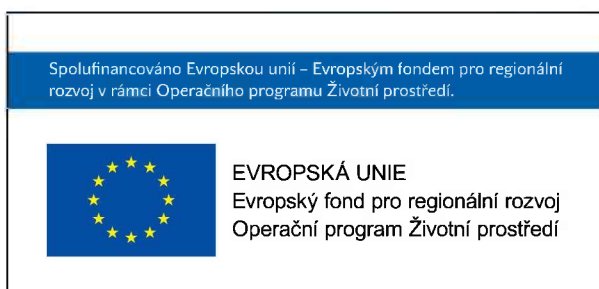 Spolufinancováno Evropskou unií – Evropským fondem pro regionální
rozvoj v rámci Operačního programu Životní prostředí.
EVROPSKÁ UNIE
Evropský fond pro regionální rozvoj
Operační program Životní prostředí